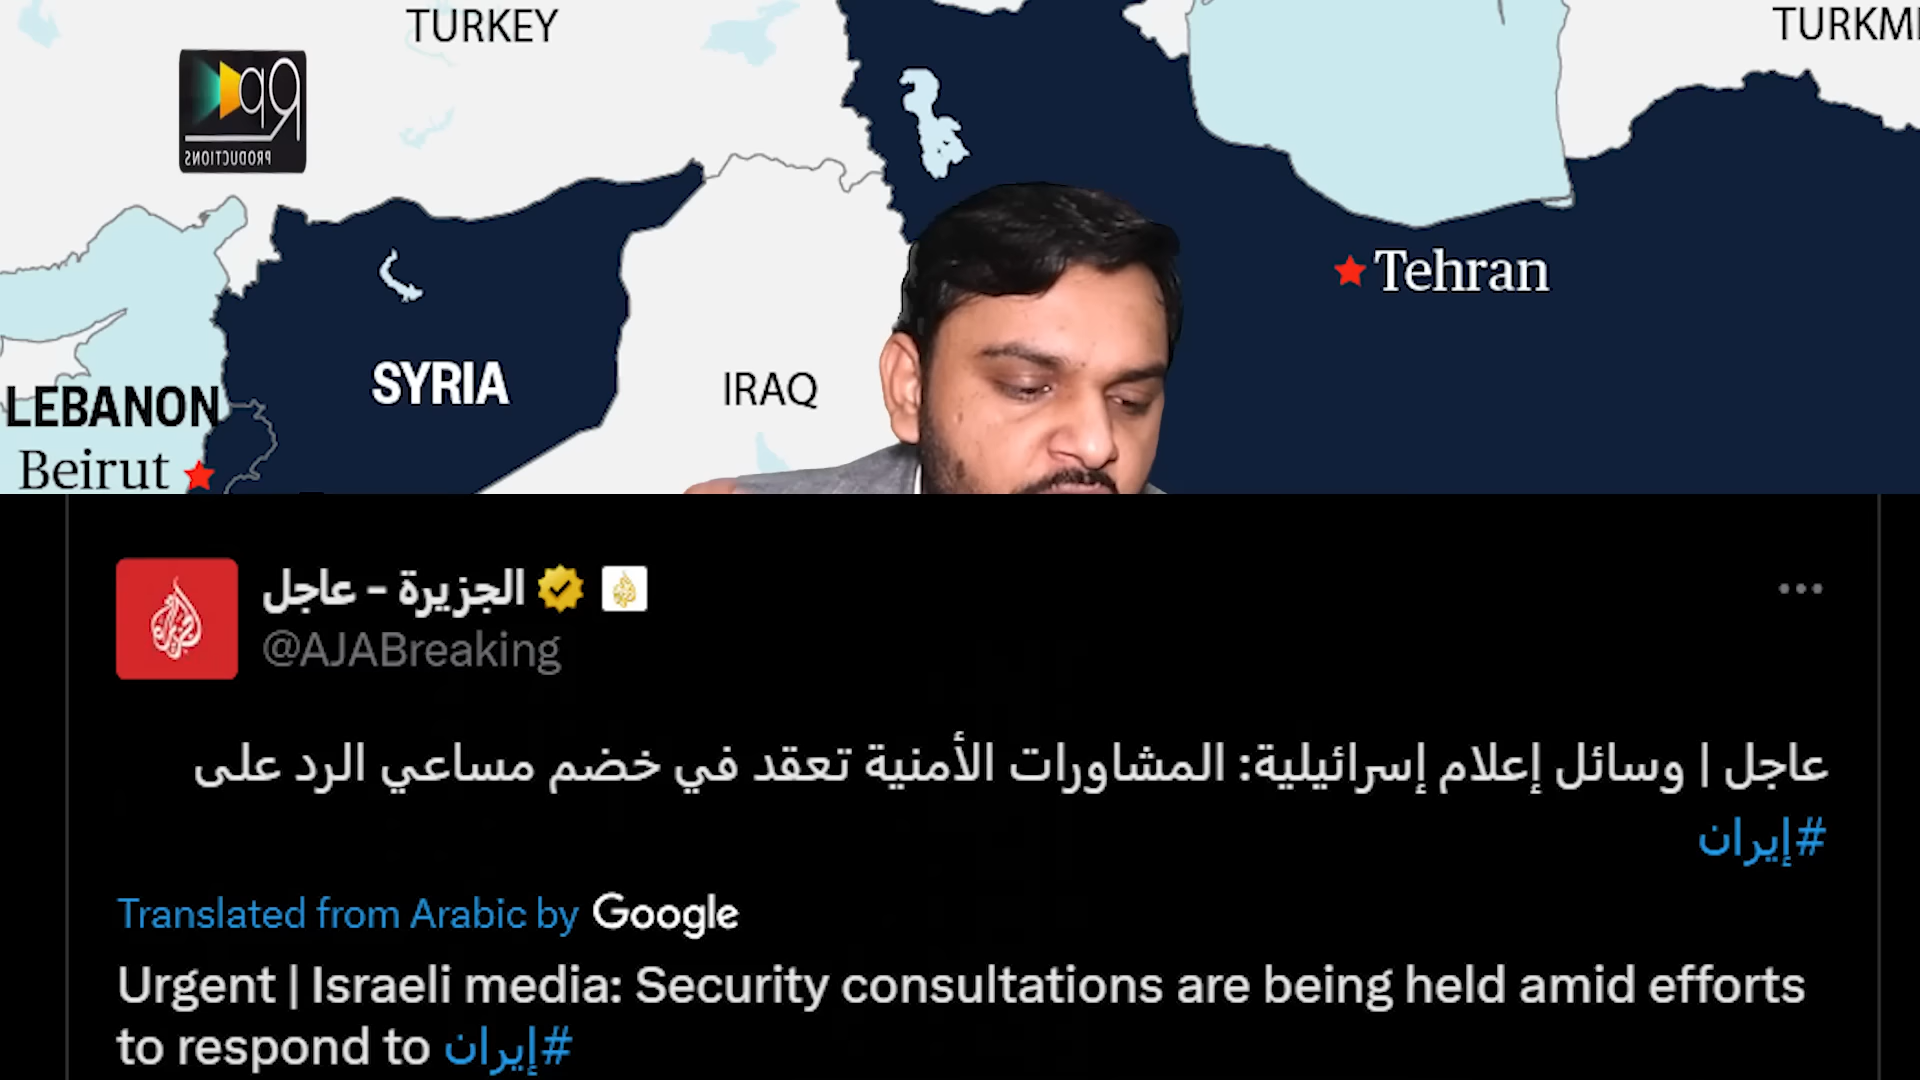 TURKEY
TURKM
RP
PRODUCTIONS
Tehran
SYRIA
IRAQ
LEBANON
Beirut
الجزيرة - عاجل
@AJABreaking
عاجل | وسائل إعلام إسرائيلية: المشاورات الأمنية تعقد في خضم مساعي الرد على
#إيران
Translated from Arabic by Google
Urgent | Israeli media: Security consultations are being held amid efforts
to respond to #إيران